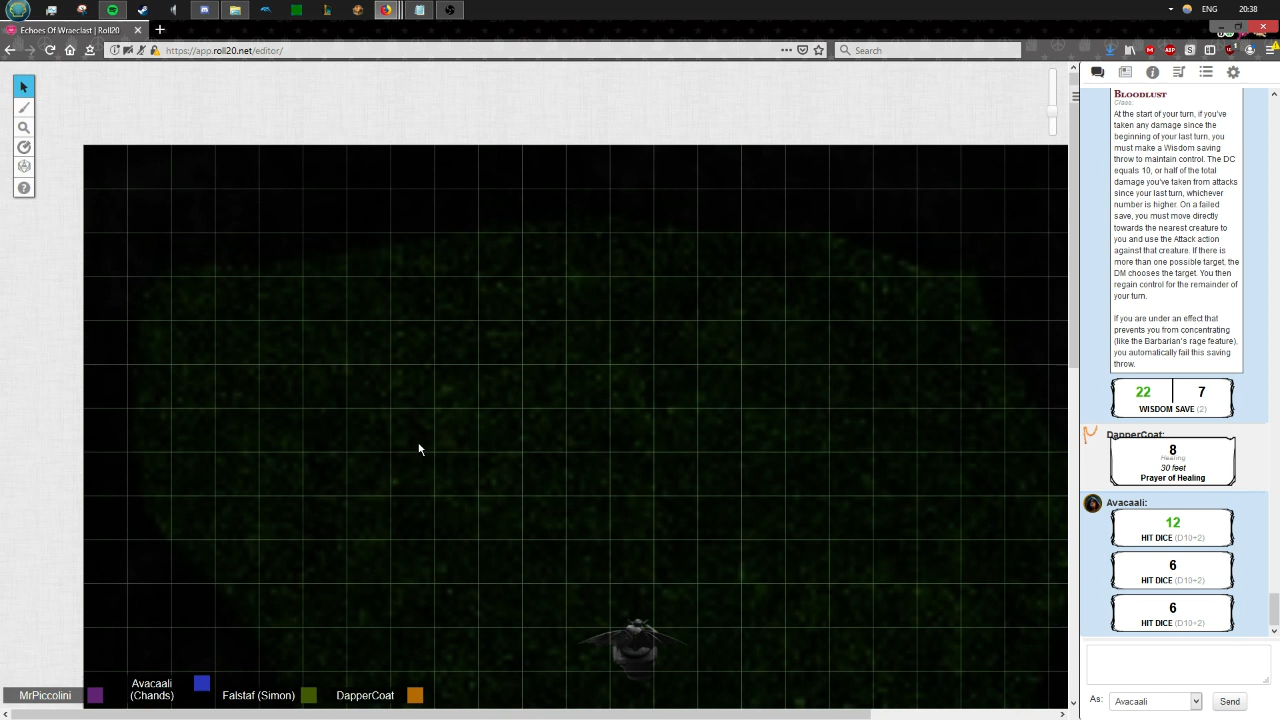 ENG
20:38
Echoes Of Wraeclast | Roll20
https://app.roll20.net/editor/
Search
BLOODLUST
Class:
At the start of your turn, if you've
taken any damage since the
beginning of your last turn, you
must make a Wisdom saving
throw to maintain control. The DC
equals 10, or half of the total
damage you've taken from attacks
since your last turn, whichever
number is higher. On a failed
save, you must move directly
towards the nearest creature to
you and use the Attack action
against that creature. If there is
more than one possible target, the
DM chooses the target. You then
regain control for the remainder of
your turn.
If you are under an effect that
prevents you from concentrating
(like the Barbarian's rage feature),
you automatically fail this saving
throw.
22 7
WISDOM SAVE (2)
DapperCoat:
8
Healing
30 feet
Prayer of Healing
Avacaali:
12
HIT DICE (D10+2)
6
HIT DICE (D10+2)
6
HIT DICE (D10+2)
MrPiccolini
Avacaali
(Chands)
Falstaf (Simon)
DapperCoat
As:
Avacaali
Send